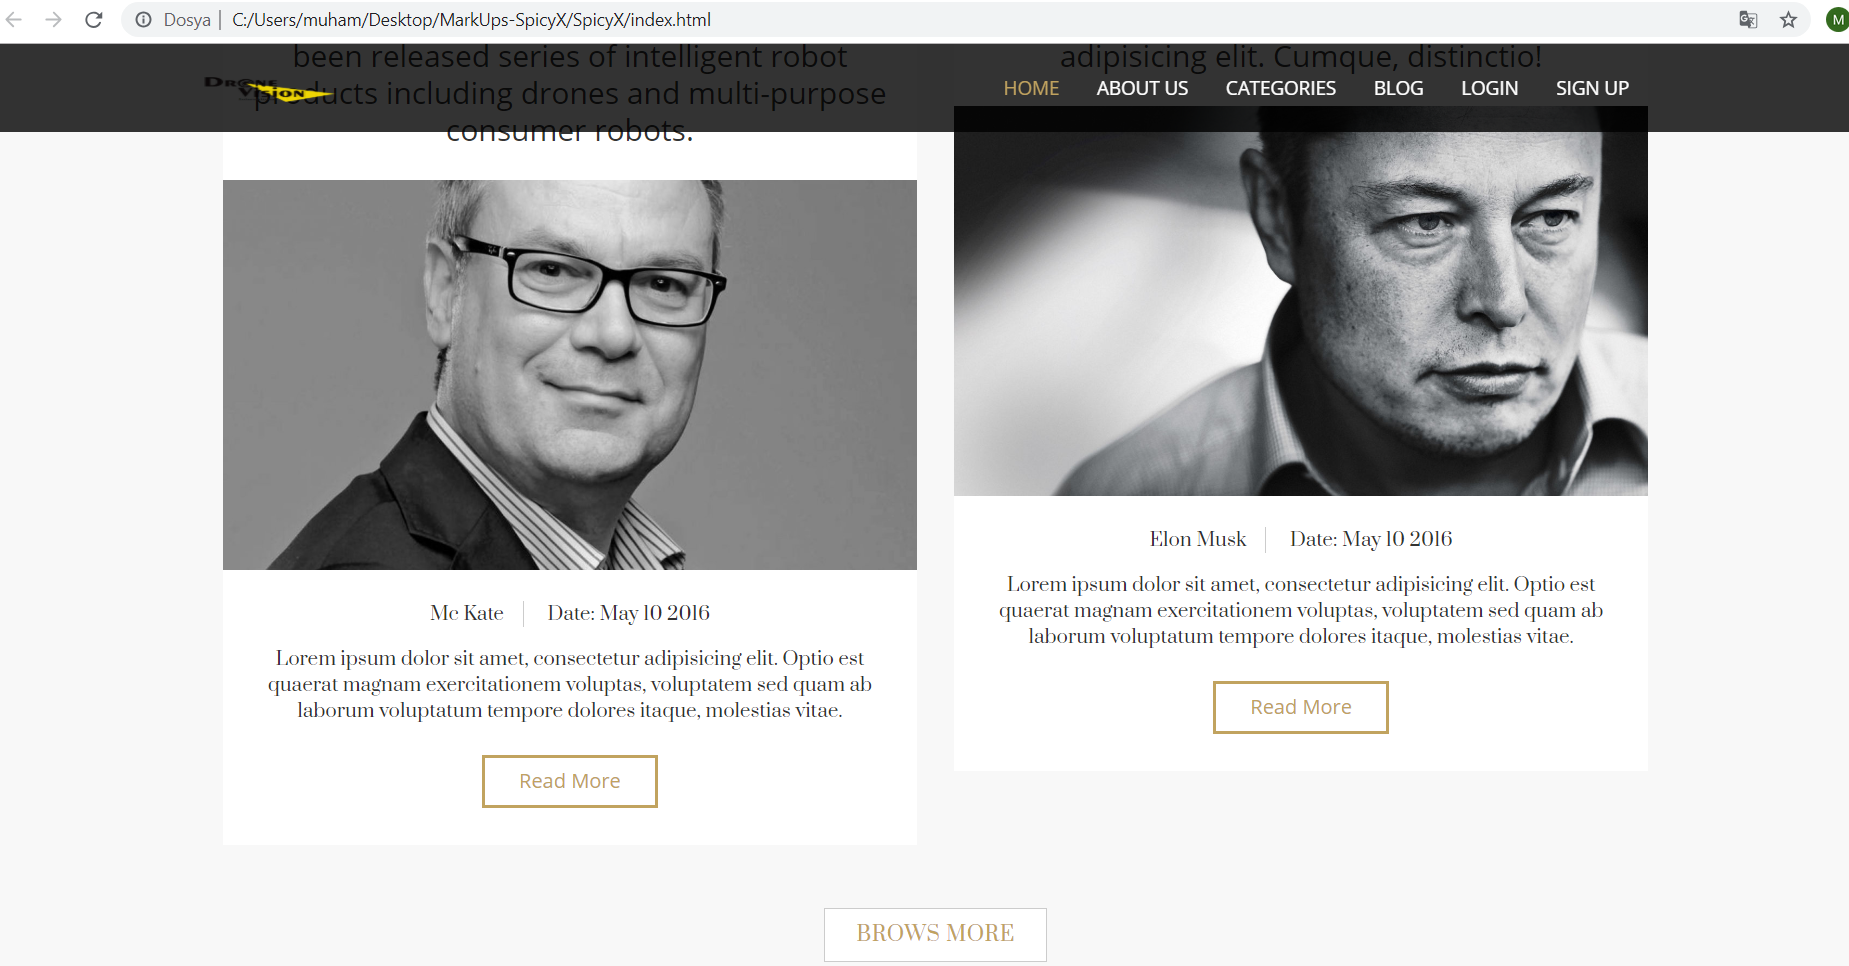 Dosya | C:/Users/muham/Desktop/MarkUps-SpicyX/SpicyX/index.html
M
DRONE
VISION
HOME
ABOUT US
CATEGORIES
BLOG
LOGIN
SIGN UP
been released series of intelligent robot
products including drones and multi-purpose
consumer robots.
Mc Kate
Date: May 10 2016
Lorem ipsum dolor sit amet, consectetur adipisicing elit. Optio est
quaerat magnam exercitationem voluptas, voluptatem sed quam ab
laborum voluptatum tempore dolores itaque, molestias vitae.
Read More
adipisicing elit. Cumque, distinctio!
Elon Musk
Date: May 10 2016
Lorem ipsum dolor sit amet, consectetur adipisicing elit. Optio est
quaerat magnam exercitationem voluptas, voluptatem sed quam ab
laborum voluptatum tempore dolores itaque, molestias vitae.
Read More
BROWS MORE